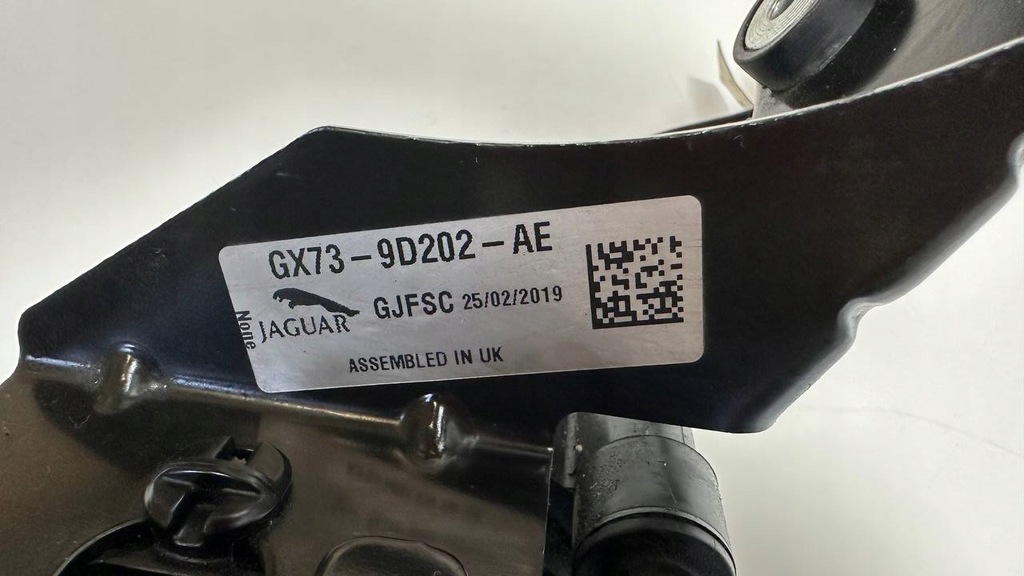 GX73-9D202-AE
GJFSC 25/02/2019
JAGUAR
None
ASSEMBLED IN UK